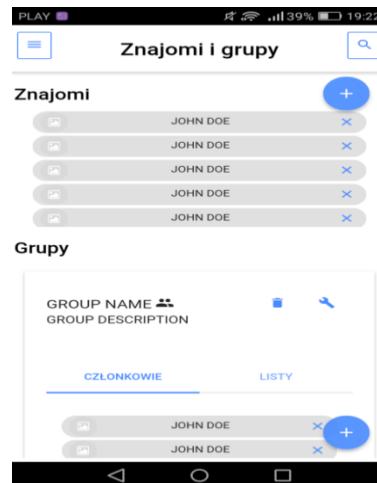 PLAY 39% 19:22
Znajomi i grupy
Znajomi
JOHN DOE
JOHN DOE
JOHN DOE
JOHN DOE
JOHN DOE
Grupy
GROUP NAME
GROUP DESCRIPTION
CZŁONKOWIE LISTY
JOHN DOE
JOHN DOE